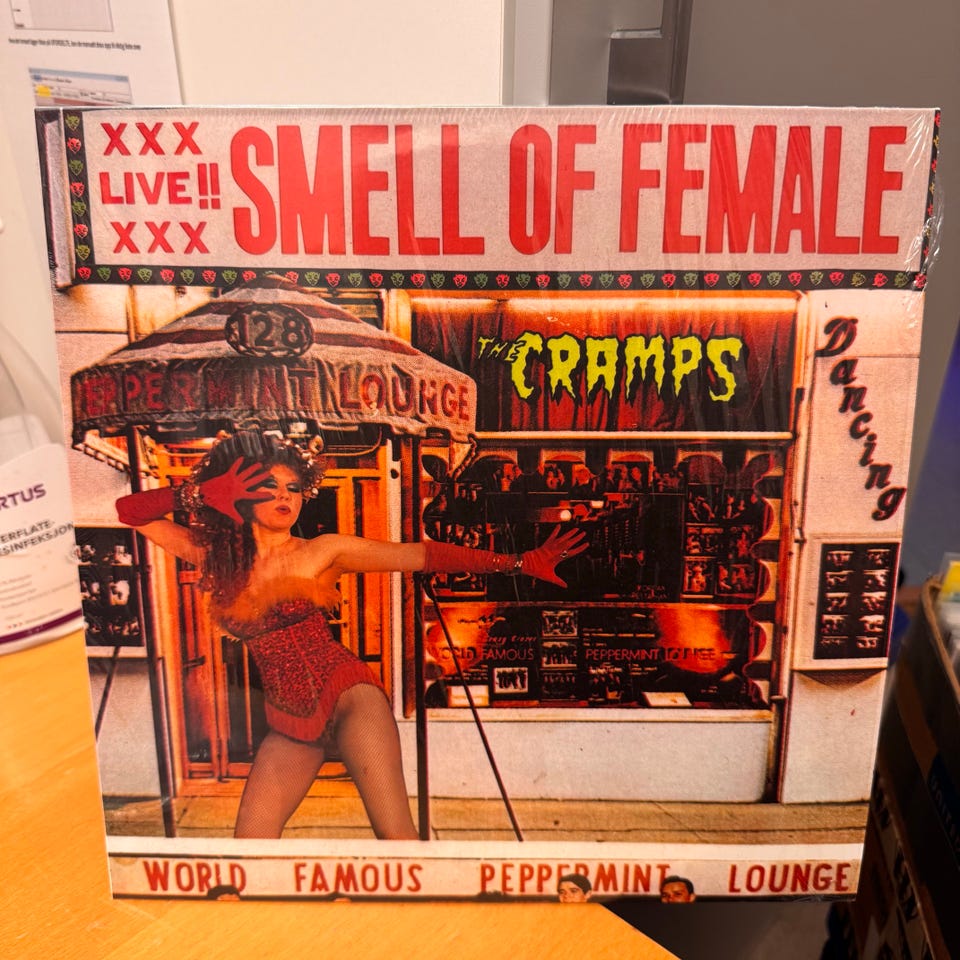 XXX
LIVE!!
XXX
SMELL OF FEMALE
128
PEPPERMINT LOUNGE
THE CRAMPS
Dancing
WORLD FAMOUS
PEPPERMINT LOUNGE
WORLD FAMOUS PEPPERMINT LOUNGE
RTUS
ERFLATE-
ESINFEKSJON